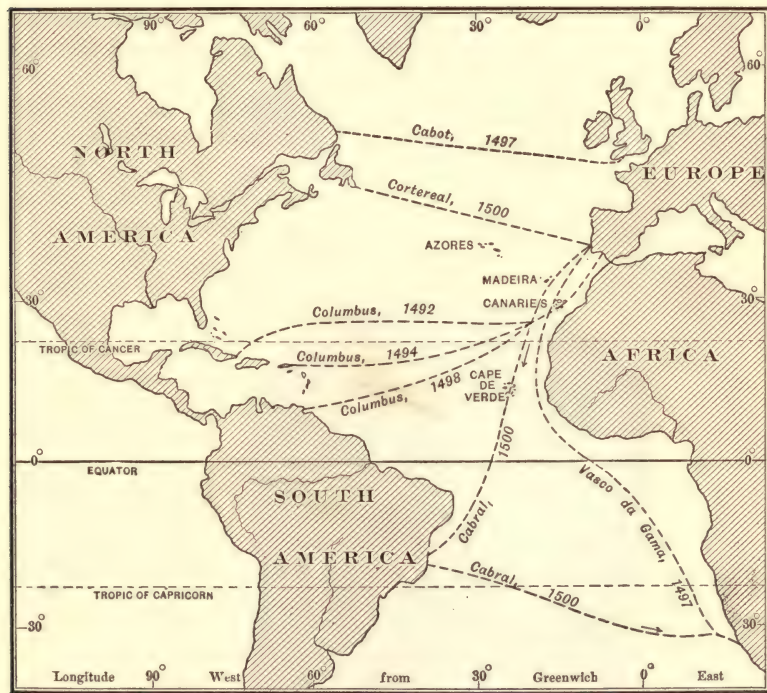 90° 60° 30° 0°
60° 60°
Cabot, 1497
NORTH
EUROPE
Cortereal, 1500
AMERICA
AZORES
MADEIRA
30° 30°
CANARIES
Columbus, 1492
TROPIC OF CANCER
AFRICA
Columbus, 1494
CAPE
DE
VERDE
Columbus, 1498
1500
0° 0°
EQUATOR
Vasco da Gama, 1497
SOUTH
Cabral,
AMERICA
Cabral, 1500
TROPIC OF CAPRICORN
30° 30°
Longitude 90° West 60° from 30° Greenwich 0° East